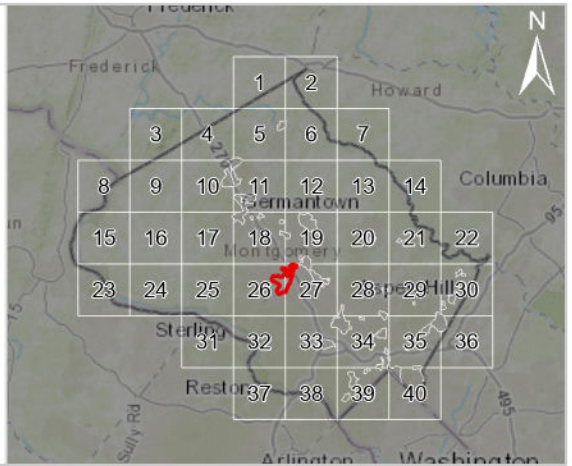 Frederick
N
Frederick
1 2
Howard
270
3 4 5 6 7
8 9 10 11 12 13 14
Columbia
Germantown
95
15 16 17 18 19 20 21 22
Montgomery
23 24 25 26 27 28 29 30
15
Sterling
31 32 33 34 35 36
Reston
37 38 39 40
495
Sully Rd
Arlington
Washington